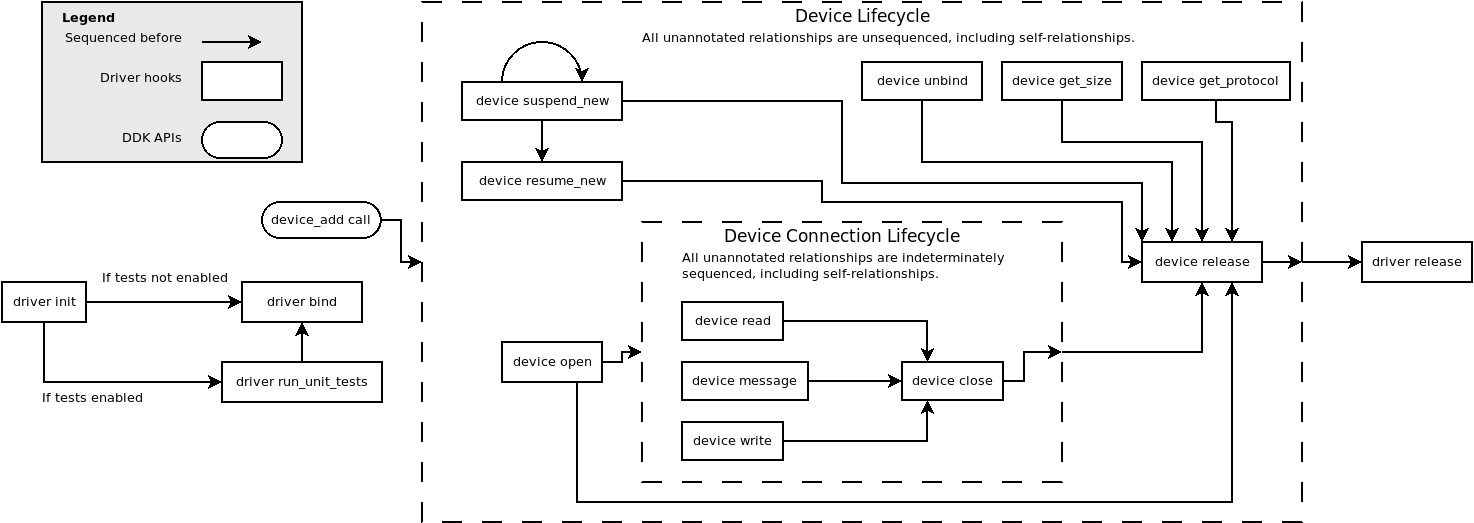 Legend
Sequenced before
Driver hooks
DDK APIs
Device Lifecycle
All unannotated relationships are unsequenced, including self-relationships.
device suspend_new
device unbind
device get_size
device get_protocol
device resume_new
device_add call
Device Connection Lifecycle
All unannotated relationships are indeterminately
sequenced, including self-relationships.
device release
driver release
If tests not enabled
driver init
driver bind
device read
device open
device message
device close
driver run_unit_tests
If tests enabled
device write